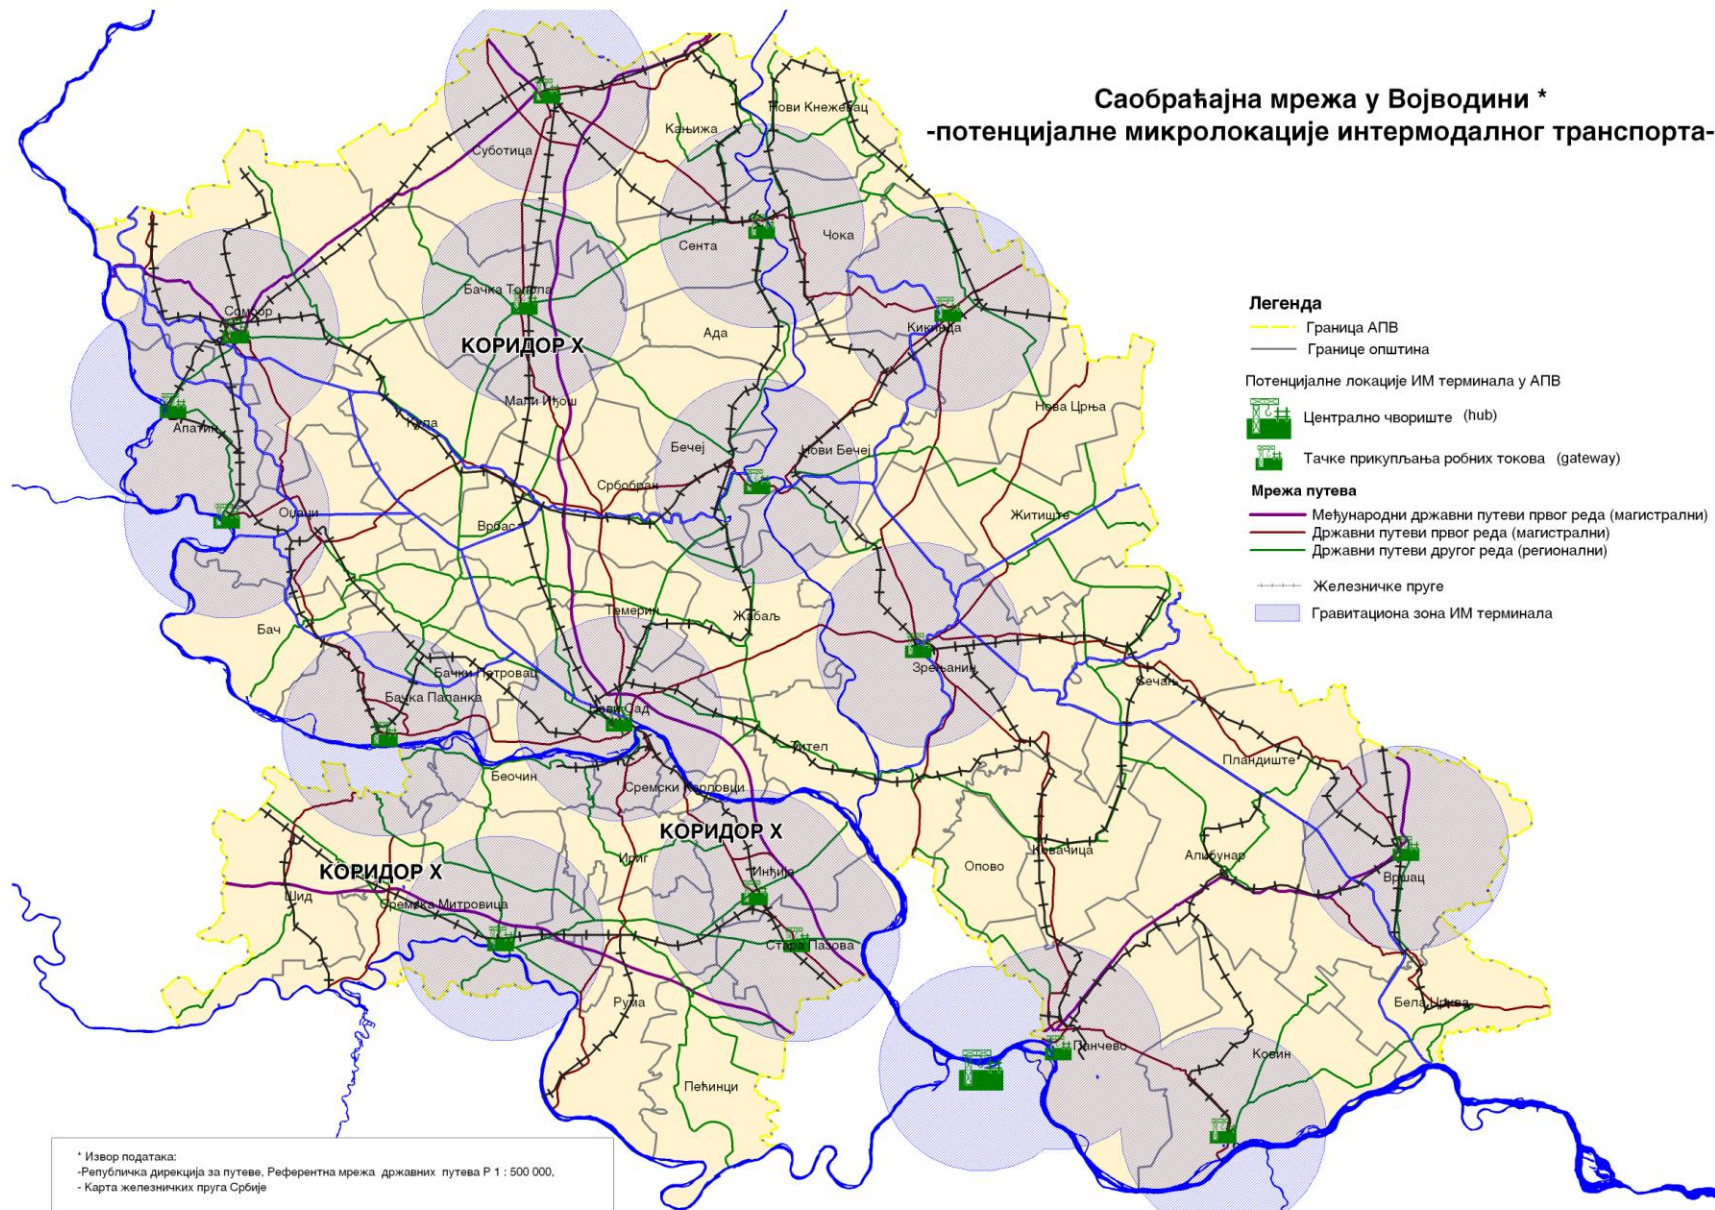 Саобраћајна мрежа у Војводини *
-потенцијалне микролокације интермодалног транспорта-
Нови Кнежевац
Кањижа
Суботица
Сента
Чока
Бачка Топола
Сомбор
Кикинда
Ада
КОРИДОР X
Мали Иђош
Нова Црња
Апатин
Кула
Бечеј
Нови Бечеј
Србобран
Оџаци
Врбас
Житиште
Темерин
Жабаљ
Бач
Зрењанин
Бачки Петровац
Сечањ
Бачка Паланка
Нови Сад
Тител
Пландиште
Беочин
Сремски Карловци
КОРИДОР X
Ковачица
Алибунар
Ириг
Опово
КОРИДОР X
Инђија
Вршац
Шид
Сремска Митровица
Стара Пазова
Рума
Бела Црква
Панчево
Ковин
Пећинци
Легенда
Граница АПВ
Границе општина
Потенцијалне локације ИМ терминала у АПВ
Централно чвориште (hub)
Тачке прикупљања робних токова (gateway)
Мрежа путева
Међународни државни путеви првог реда (магистрални)
Државни путеви првог реда (магистрални)
Државни путеви другог реда (регионални)
Железничке пруге
Гравитациона зона ИМ терминала
* Извор података:
-Републичка дирекција за путеве, Референтна мрежа државних путева Р 1 : 500 000,
- Карта железничких пруга Србије